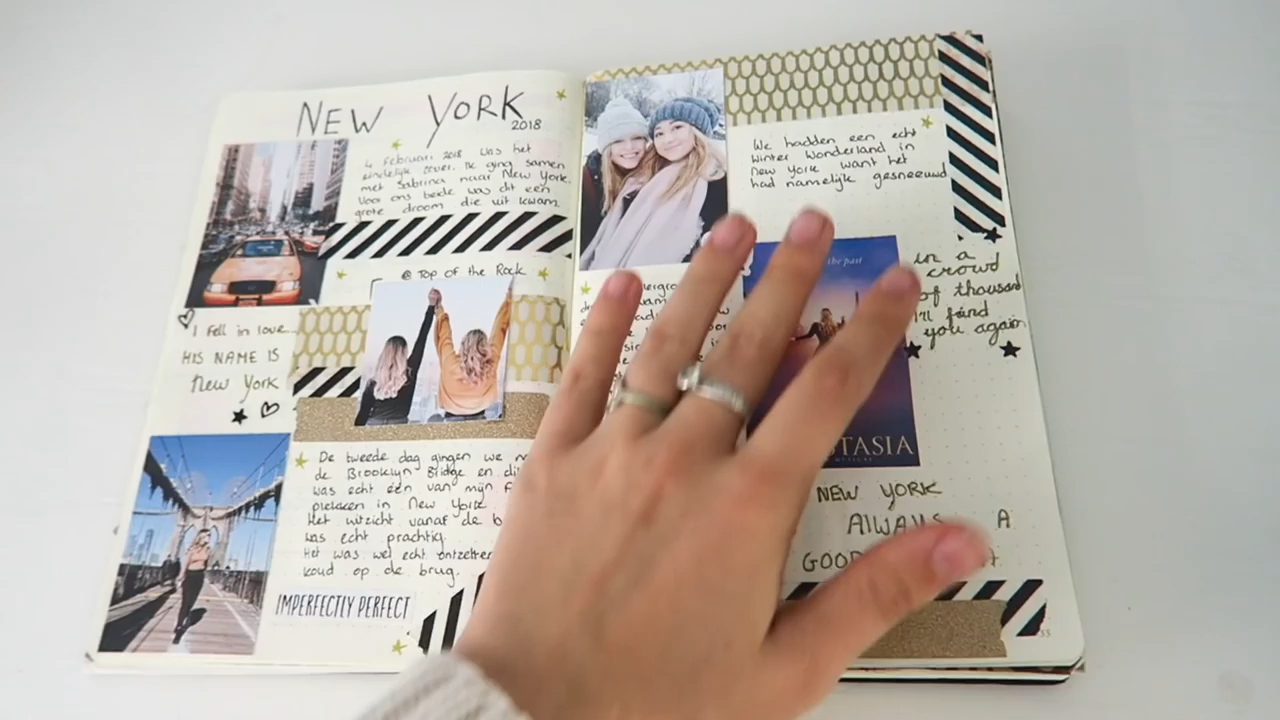 NEW YORK
2018
4 februari 2018 was het
eindelijk zover. Ik ging samen
met Sabrina naar New York.
Voor ons beide was dit een
grote droom die uit kwam.
@ Top of the Rock
I fell in love
HIS NAME IS
New York
De tweede dag gingen we
de Brooklyn Bridge en
was echt één van mijn
plekken in New York.
Het uitzicht vanaf de
was echt prachtig.
Het was wel echt ontzettend
koud op de brug.
IMPERFECTLY PERFECT
We hadden een echt
Winter Wonderland in
New York want het
had namelijk gesneeuwd
the past
in a
crowd
of thousand
I'll find
you again
STASIA
NEW YORK
ALWAYS A
GOOD
33